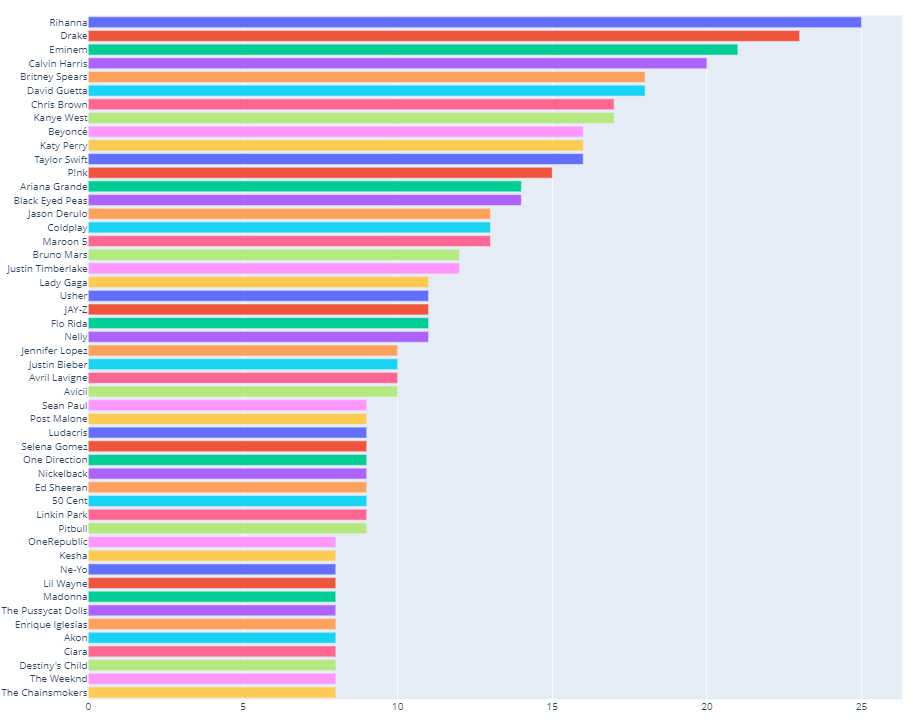 Rihanna
Drake
Eminem
Calvin Harris
Britney Spears
David Guetta
Chris Brown
Kanye West
Beyoncé
Katy Perry
Taylor Swift
P!nk
Ariana Grande
Black Eyed Peas
Jason Derulo
Coldplay
Maroon 5
Bruno Mars
Justin Timberlake
Lady Gaga
Usher
JAY-Z
Flo Rida
Nelly
Jennifer Lopez
Justin Bieber
Avril Lavigne
Avicii
Sean Paul
Post Malone
Ludacris
Selena Gomez
One Direction
Nickelback
Ed Sheeran
50 Cent
Linkin Park
Pitbull
OneRepublic
Kesha
Ne-Yo
Lil Wayne
Madonna
The Pussycat Dolls
Enrique Iglesias
Akon
Ciara
Destiny's Child
The Weeknd
The Chainsmokers
0 5 10 15 20 25